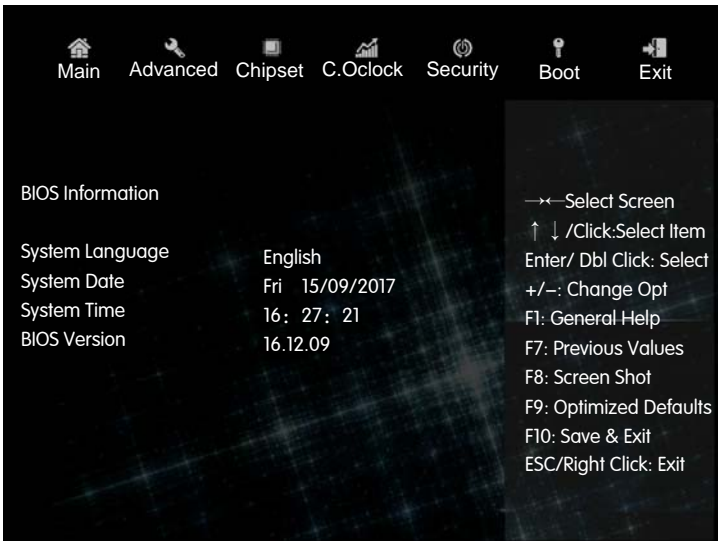 Main Advanced Chipset C.Oclock Security Boot Exit
BIOS Information
System Language English
System Date Fri 15/09/2017
System Time 16: 27: 21
BIOS Version 16.12.09
→←Select Screen
↑ ↓ /Click:Select Item
Enter/ Dbl Click: Select
+/–: Change Opt
F1: General Help
F7: Previous Values
F8: Screen Shot
F9: Optimized Defaults
F10: Save & Exit
ESC/Right Click: Exit